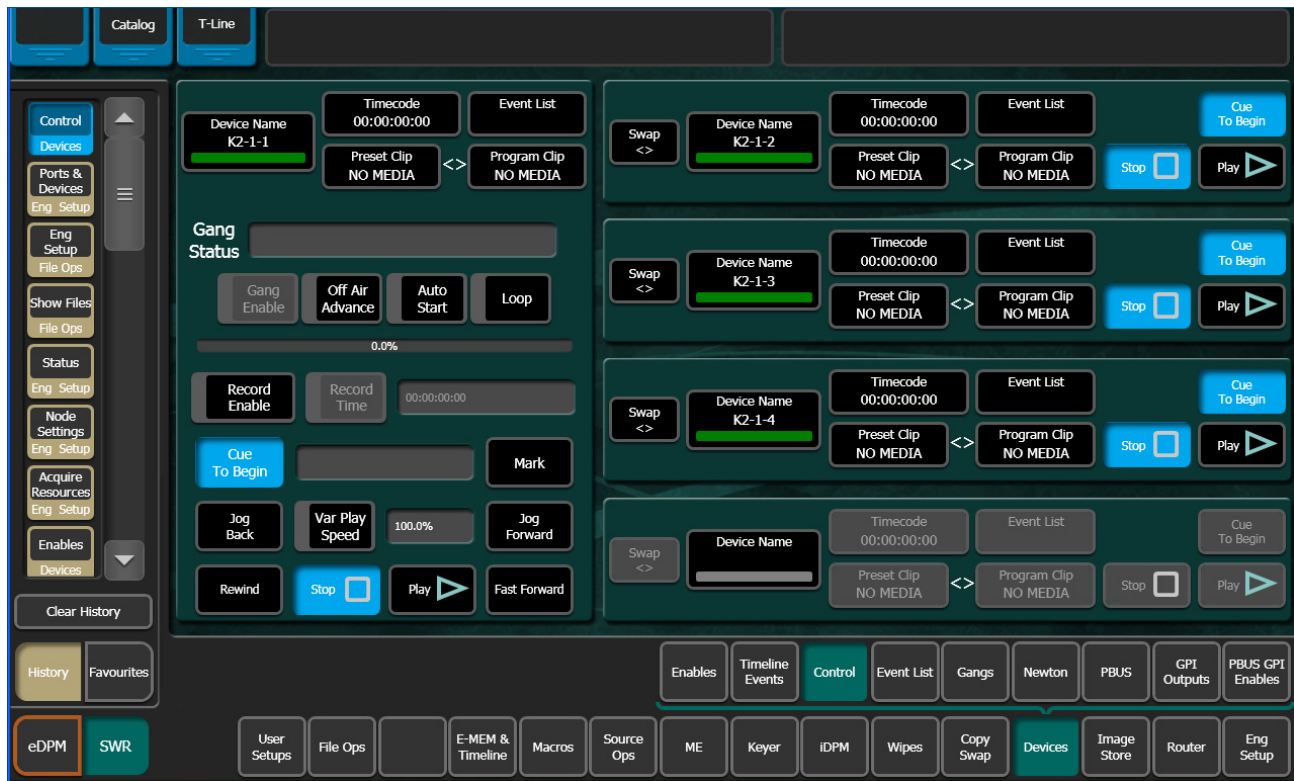 Catalog
T-Line
Control
Devices
Ports &
Devices
Eng Setup
Eng
Setup
File Ops
Show Files
File Ops
Status
Eng Setup
Node
Settings
Eng Setup
Acquire
Resources
Eng Setup
Enables
Devices
Clear History
History
Favourites
eDPM
SWR
Device Name
K2-1-1
Timecode
00:00:00:00
Event List
Preset Clip
NO MEDIA
<>
Program Clip
NO MEDIA
Gang
Status
Gang
Enable
Off Air
Advance
Auto
Start
Loop
0.0%
Record
Enable
Record
Time
00:00:00:00
Cue
To Begin
Mark
Jog
Back
Var Play
Speed
100.0%
Jog
Forward
Rewind
Stop
Play
Fast Forward
Swap
<>
Device Name
K2-1-2
Timecode
00:00:00:00
Event List
Cue
To Begin
Preset Clip
NO MEDIA
<>
Program Clip
NO MEDIA
Stop
Play
Swap
<>
Device Name
K2-1-3
Timecode
00:00:00:00
Event List
Cue
To Begin
Preset Clip
NO MEDIA
<>
Program Clip
NO MEDIA
Stop
Play
Swap
<>
Device Name
K2-1-4
Timecode
00:00:00:00
Event List
Cue
To Begin
Preset Clip
NO MEDIA
<>
Program Clip
NO MEDIA
Stop
Play
Swap
<>
Device Name
Timecode
00:00:00:00
Event List
Cue
To Begin
Preset Clip
NO MEDIA
<>
Program Clip
NO MEDIA
Stop
Play
Enables
Timeline
Events
Control
Event List
Gangs
Newton
PBUS
GPI
Outputs
PBUS GPI
Enables
User
Setups
File Ops
E-MEM &
Timeline
Macros
Source
Ops
ME
Keyer
iDPM
Wipes
Copy
Swap
Devices
Image
Store
Router
Eng
Setup